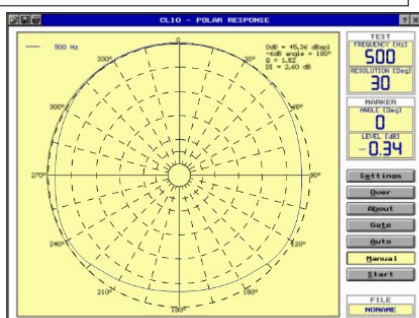 CLIO - POLAR RESPONSE
500 Hz
0dB = 45,36 dBspl
-6dB angle = 180°
Q = 1.82
DI = 2.60 dB
0
330°
30°
300°
60°
270°
90°
240°
120°
210°
150°
180°
TEST
FREQUENCY [Hz]
500
RESOLUTION [Deg]
30
MARKER
ANGLE [Deg]
0
LEVEL [dB]
-0.34
Settings
Over
About
Gate
Auto
Manual
Start
FILE
NONAME